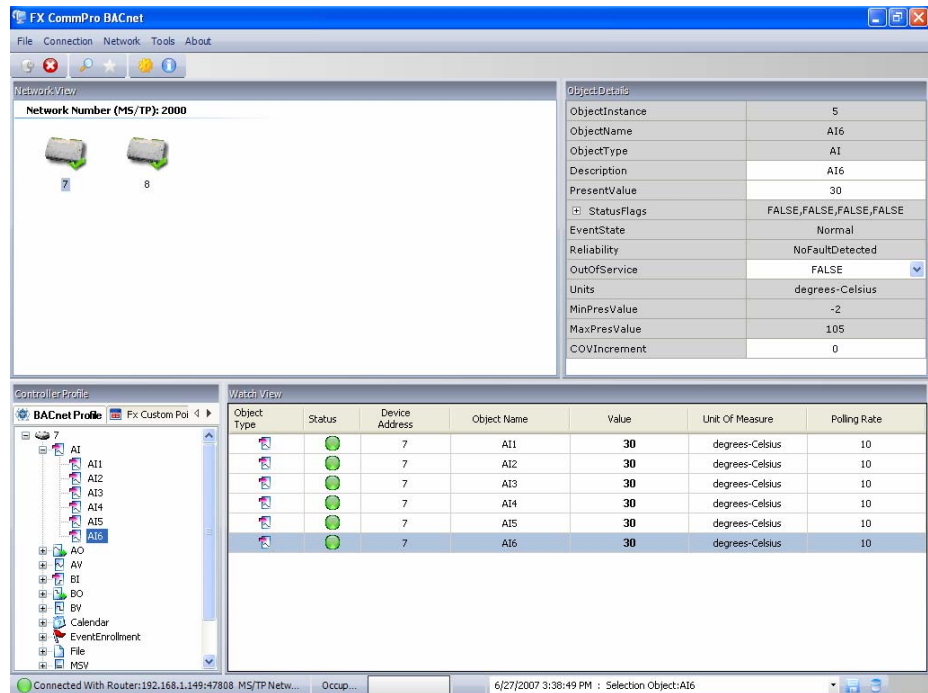 FX CommPro BACnet
File Connection Network Tools About
Network View
Network Number (MS/TP): 2000
7
8
Object Details
ObjectInstance 5
ObjectName AI6
ObjectType AI
Description AI6
PresentValue 30
StatusFlags FALSE,FALSE,FALSE,FALSE
EventState Normal
Reliability NoFaultDetected
OutOfService FALSE
Units degrees-Celsius
MinPresValue -2
MaxPresValue 105
COVIncrement 0
Controller Profile
BACnet Profile Fx Custom Poi
7
AI
AI1
AI2
AI3
AI4
AI5
AI6
AO
AV
BI
BO
BV
Calendar
EventEnrollment
File
MSV
Watch View
Object Type Status Device Address Object Name Value Unit Of Measure Polling Rate
7 AI1 30 degrees-Celsius 10
7 AI2 30 degrees-Celsius 10
7 AI3 30 degrees-Celsius 10
7 AI4 30 degrees-Celsius 10
7 AI5 30 degrees-Celsius 10
7 AI6 30 degrees-Celsius 10
Connected With Router:192.168.1.149:47808 MS/TP Netw... Occup... 6/27/2007 3:38:49 PM : Selection Object:AI6